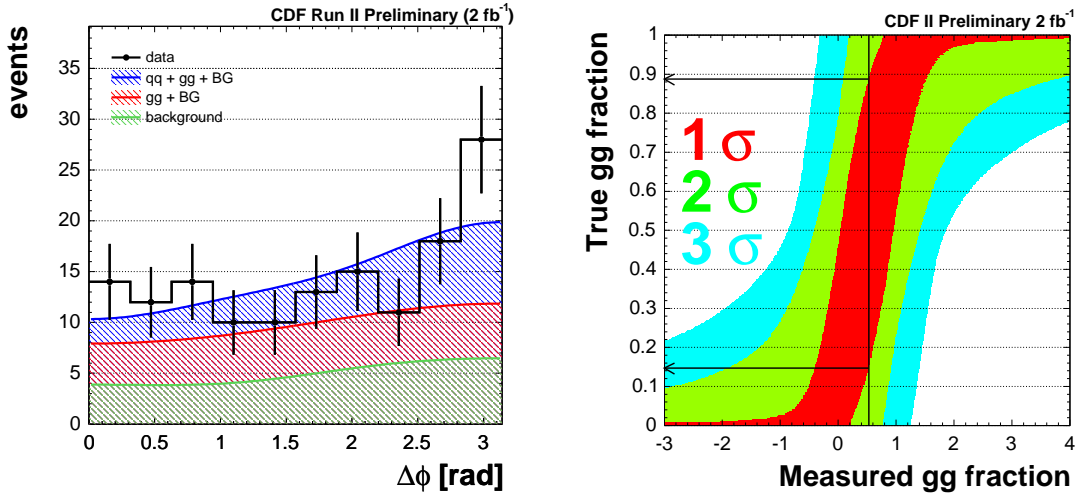 CDF Run II Preliminary (2 fb-1)
events
35
30
25
20
15
10
5
0
data
qq + gg + BG
gg + BG
background
0 0.5 1 1.5 2 2.5 3
Δϕ [rad]
CDF II Preliminary 2 fb-1
True gg fraction
1
0.9
0.8
0.7
0.6
0.5
0.4
0.3
0.2
0.1
0
1 σ
2 σ
3 σ
-3 -2 -1 0 1 2 3 4
Measured gg fraction